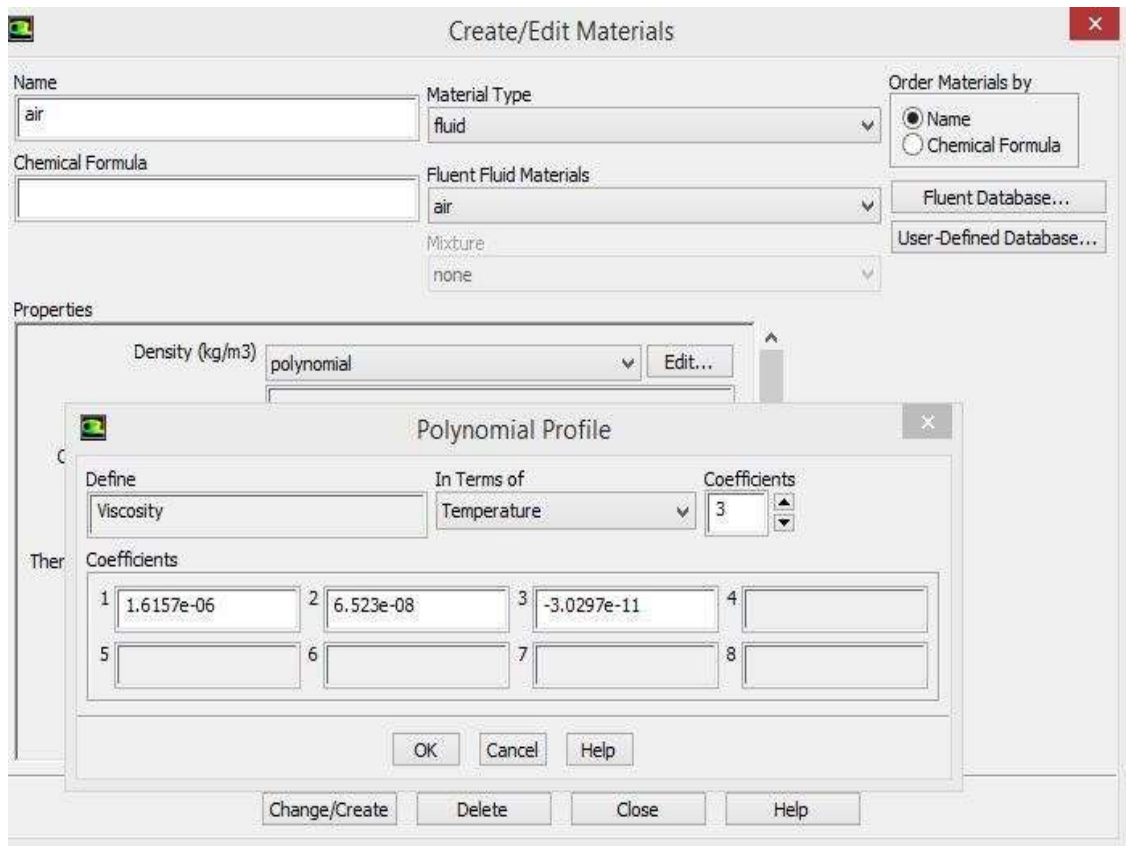 Create/Edit Materials
Name
air
Chemical Formula
Material Type
fluid
Fluent Fluid Materials
air
Mixture
none
Order Materials by
Name
Chemical Formula
Fluent Database...
User-Defined Database...
Properties
Density (kg/m3) polynomial Edit...
C
Ther
Polynomial Profile
Define
Viscosity
In Terms of
Temperature
Coefficients
3
Coefficients
1 1.6157e-06 2 6.523e-08 3 -3.0297e-11 4
5 6 7 8
OK Cancel Help
Change/Create Delete Close Help